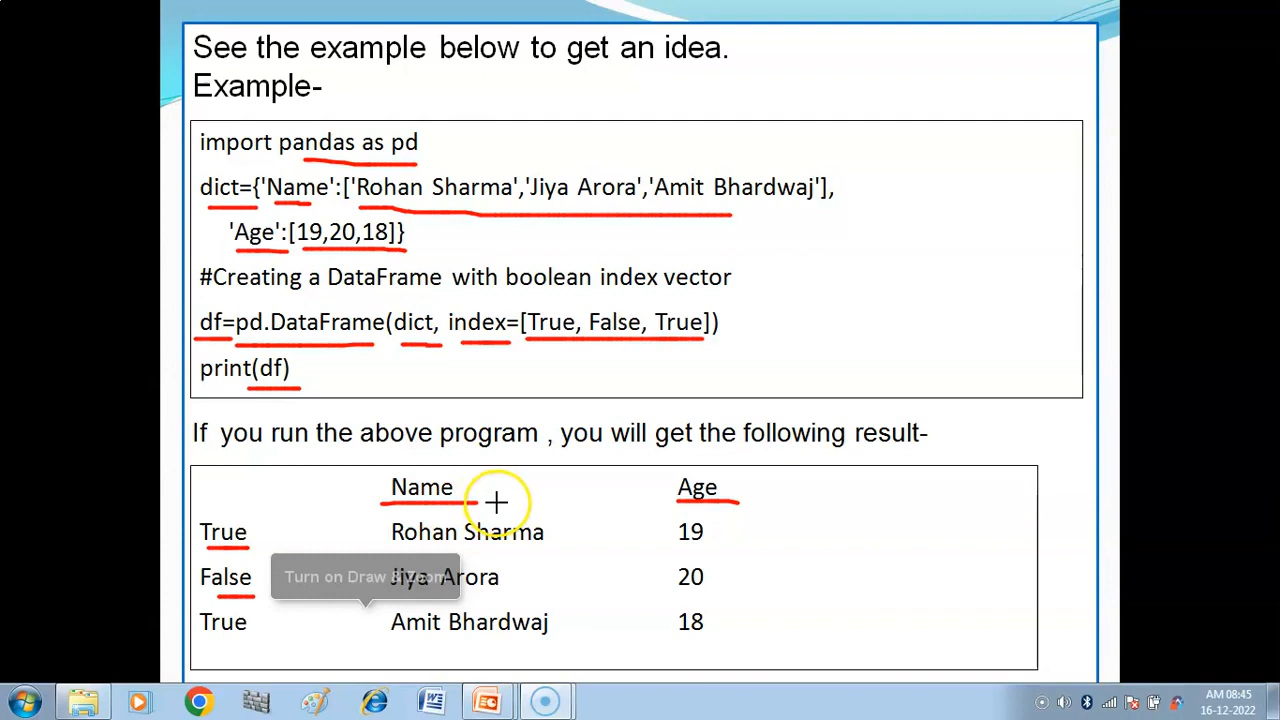 See the example below to get an idea.
Example-
import pandas as pd
dict={'Name':['Rohan Sharma','Jiya Arora','Amit Bhardwaj'],
'Age':[19,20,18]}
#Creating a DataFrame with boolean index vector
df=pd.DataFrame(dict, index=[True, False, True])
print(df)
If you run the above program , you will get the following result-
Name Age
True Rohan Sharma 19
False Jiya Arora 20
Turn on Draw & Zoom
True Amit Bhardwaj 18
AM 08:45
16-12-2022